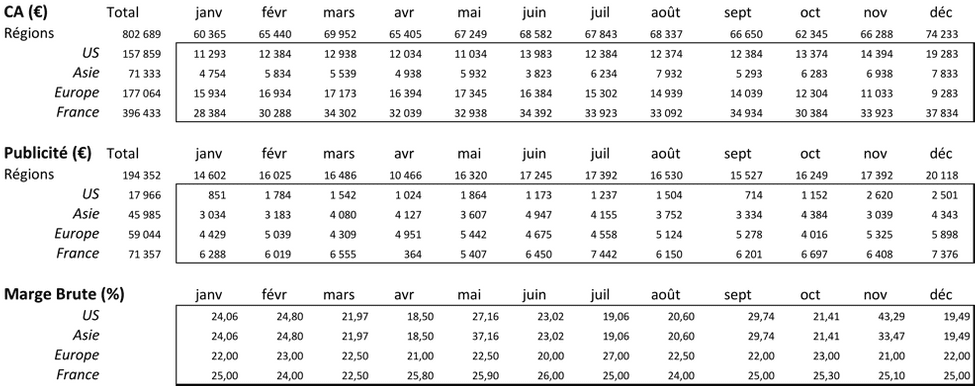 CA (€) Total janv févr mars avr mai juin juil août sept oct nov déc
Régions 802 689 60 365 65 440 69 952 65 405 67 249 68 582 67 843 68 337 66 650 62 345 66 288 74 233
US 157 859 11 293 12 384 12 938 12 034 11 034 13 983 12 384 12 374 12 384 13 374 14 394 19 283
Asie 71 333 4 754 5 834 5 539 4 938 5 932 3 823 6 234 7 932 5 293 6 283 6 938 7 833
Europe 177 064 15 934 16 934 17 173 16 394 17 345 16 384 15 302 14 939 14 039 12 304 11 033 9 283
France 396 433 28 384 30 288 34 302 32 039 32 938 34 392 33 923 33 092 34 934 30 384 33 923 37 834
Publicité (€) Total janv févr mars avr mai juin juil août sept oct nov déc
Régions 194 352 14 602 16 025 16 486 10 466 16 320 17 245 17 392 16 530 15 527 16 249 17 392 20 118
US 17 966 851 1 784 1 542 1 024 1 864 1 173 1 237 1 504 714 1 152 2 620 2 501
Asie 45 985 3 034 3 183 4 080 4 127 3 607 4 947 4 155 3 752 3 334 4 384 3 039 4 343
Europe 59 044 4 429 5 039 4 309 4 951 5 442 4 675 4 558 5 124 5 278 4 016 5 325 5 898
France 71 357 6 288 6 019 6 555 364 5 407 6 450 7 442 6 150 6 201 6 697 6 408 7 376
Marge Brute (%) janv févr mars avr mai juin juil août sept oct nov déc
US 24,06 24,80 21,97 18,50 27,16 23,02 19,06 20,60 29,74 21,41 43,29 19,49
Asie 24,06 24,80 21,97 18,50 37,16 23,02 19,06 20,60 29,74 21,41 33,47 19,49
Europe 22,00 23,00 22,50 21,00 22,50 20,00 27,00 22,50 22,00 23,00 21,00 22,00
France 25,00 24,00 22,50 25,80 25,90 26,00 25,00 24,00 25,00 25,30 25,10 25,00